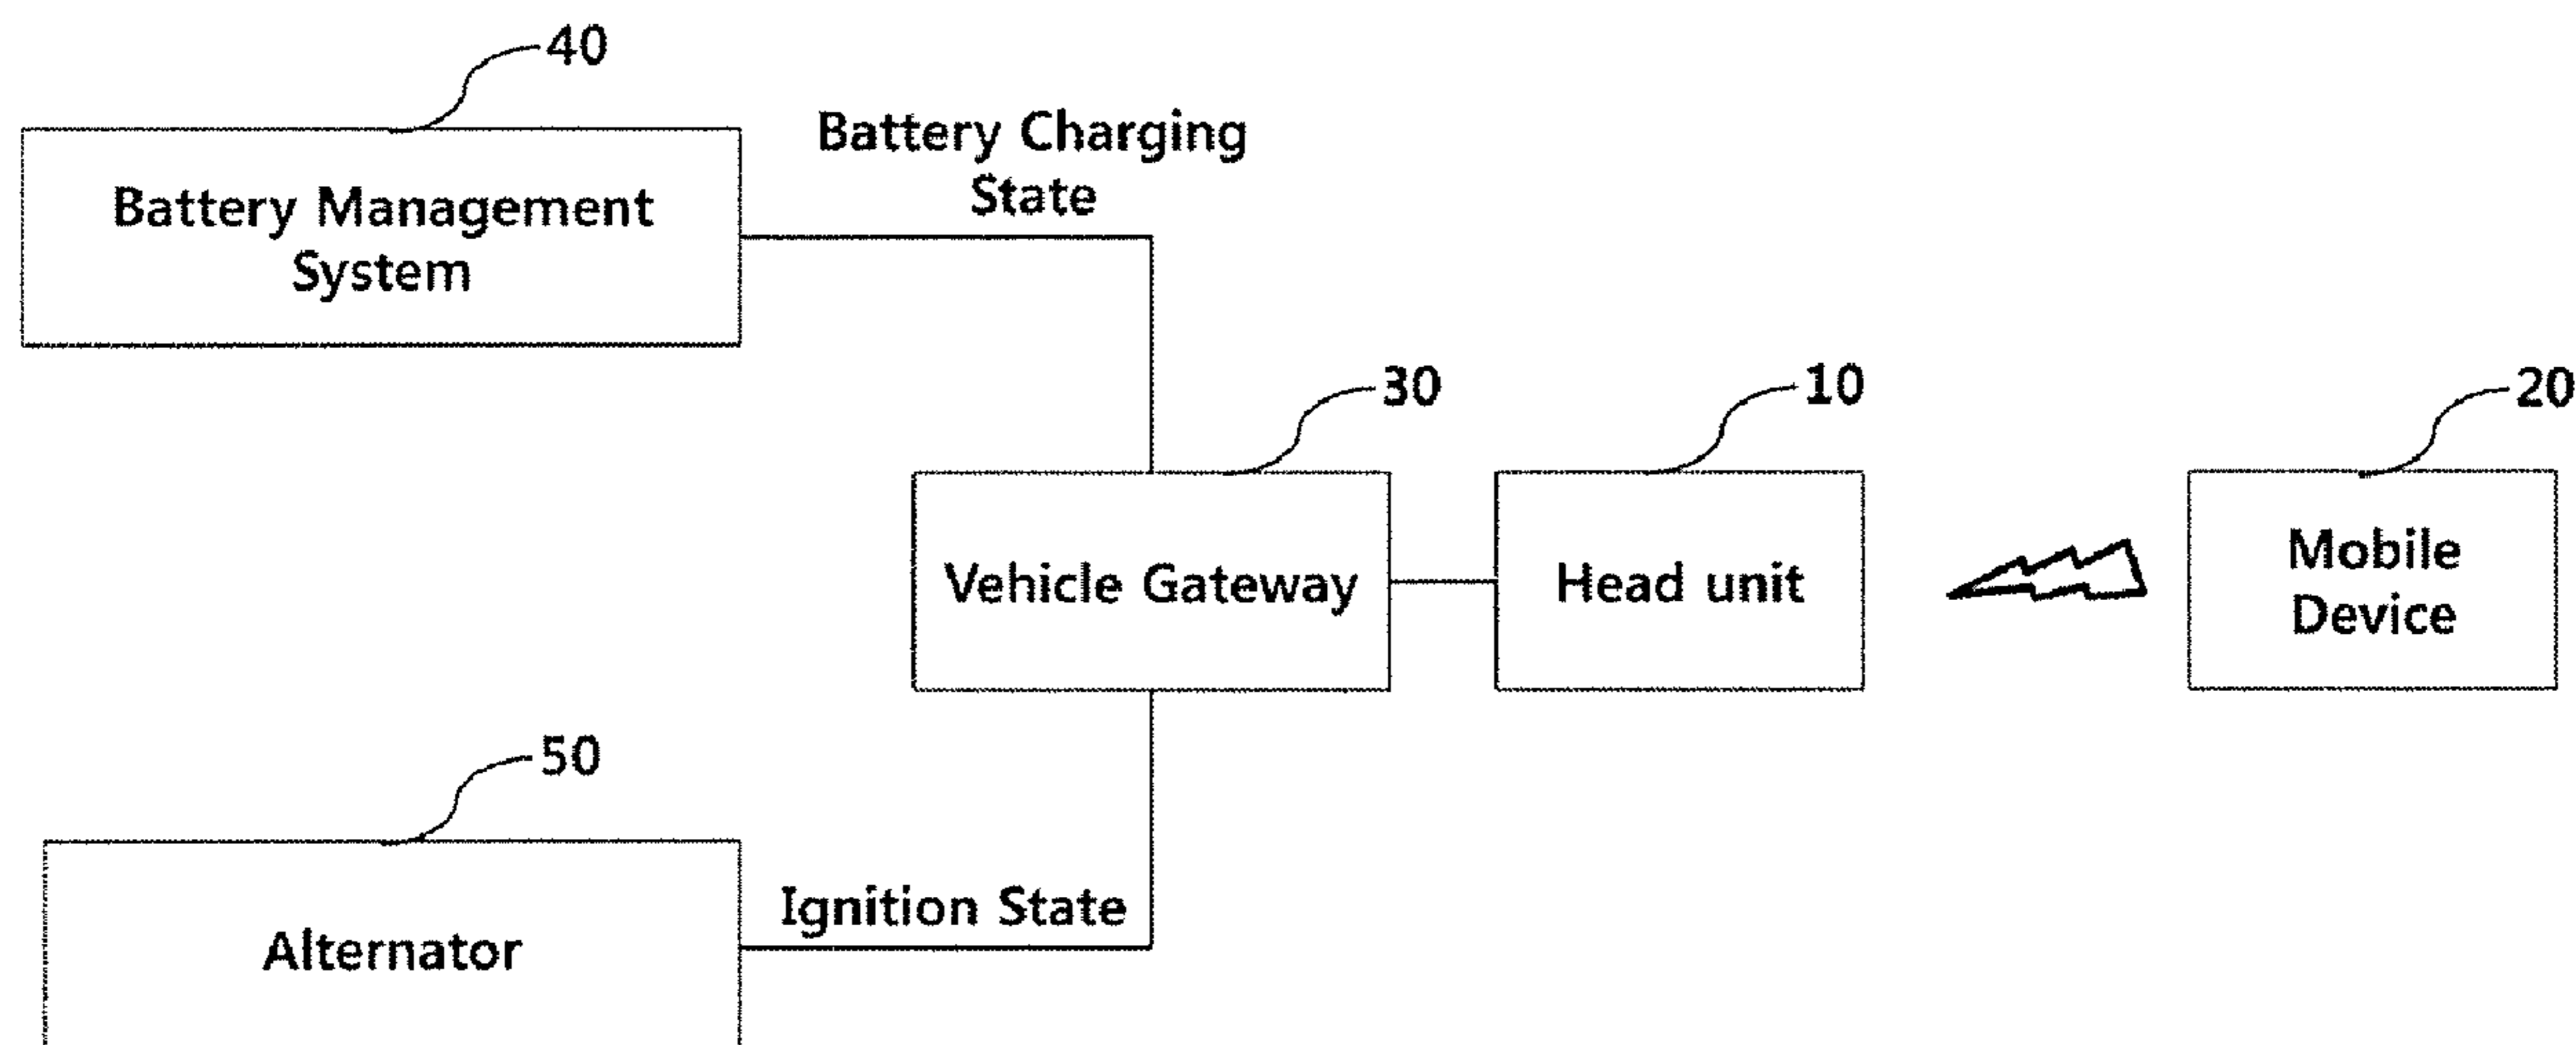 40
Battery Charging
State
Battery Management
System
30
10
20
Vehicle Gateway
Head unit
Mobile
Device
50
Ignition State
Alternator